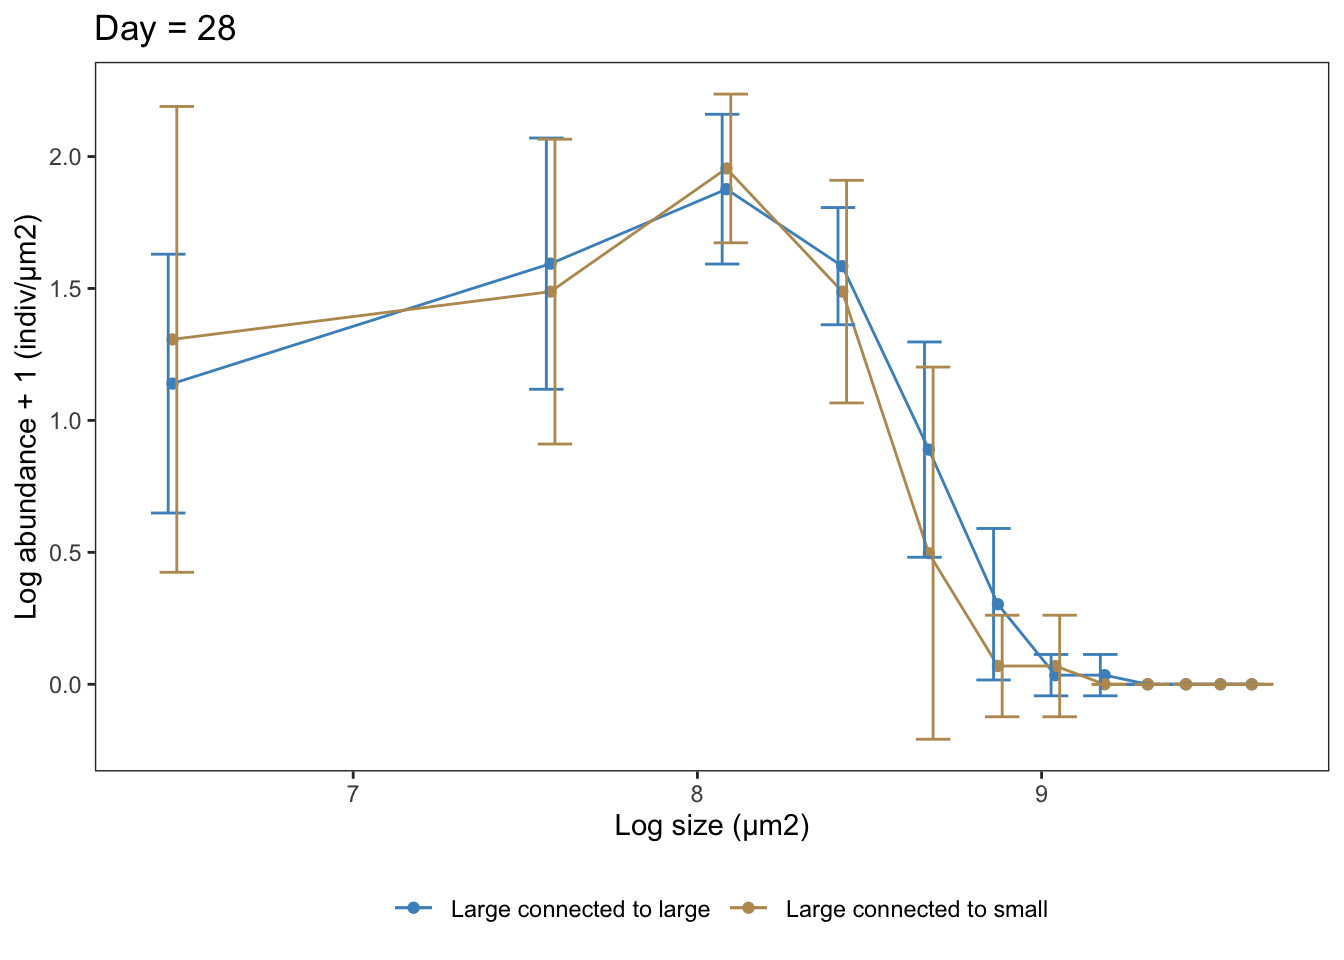 Day = 28
Log abundance + 1 (indiv/μm2)
2.0
1.5
1.0
0.5
0.0
7 8 9
Log size (μm2)
Large connected to large Large connected to small